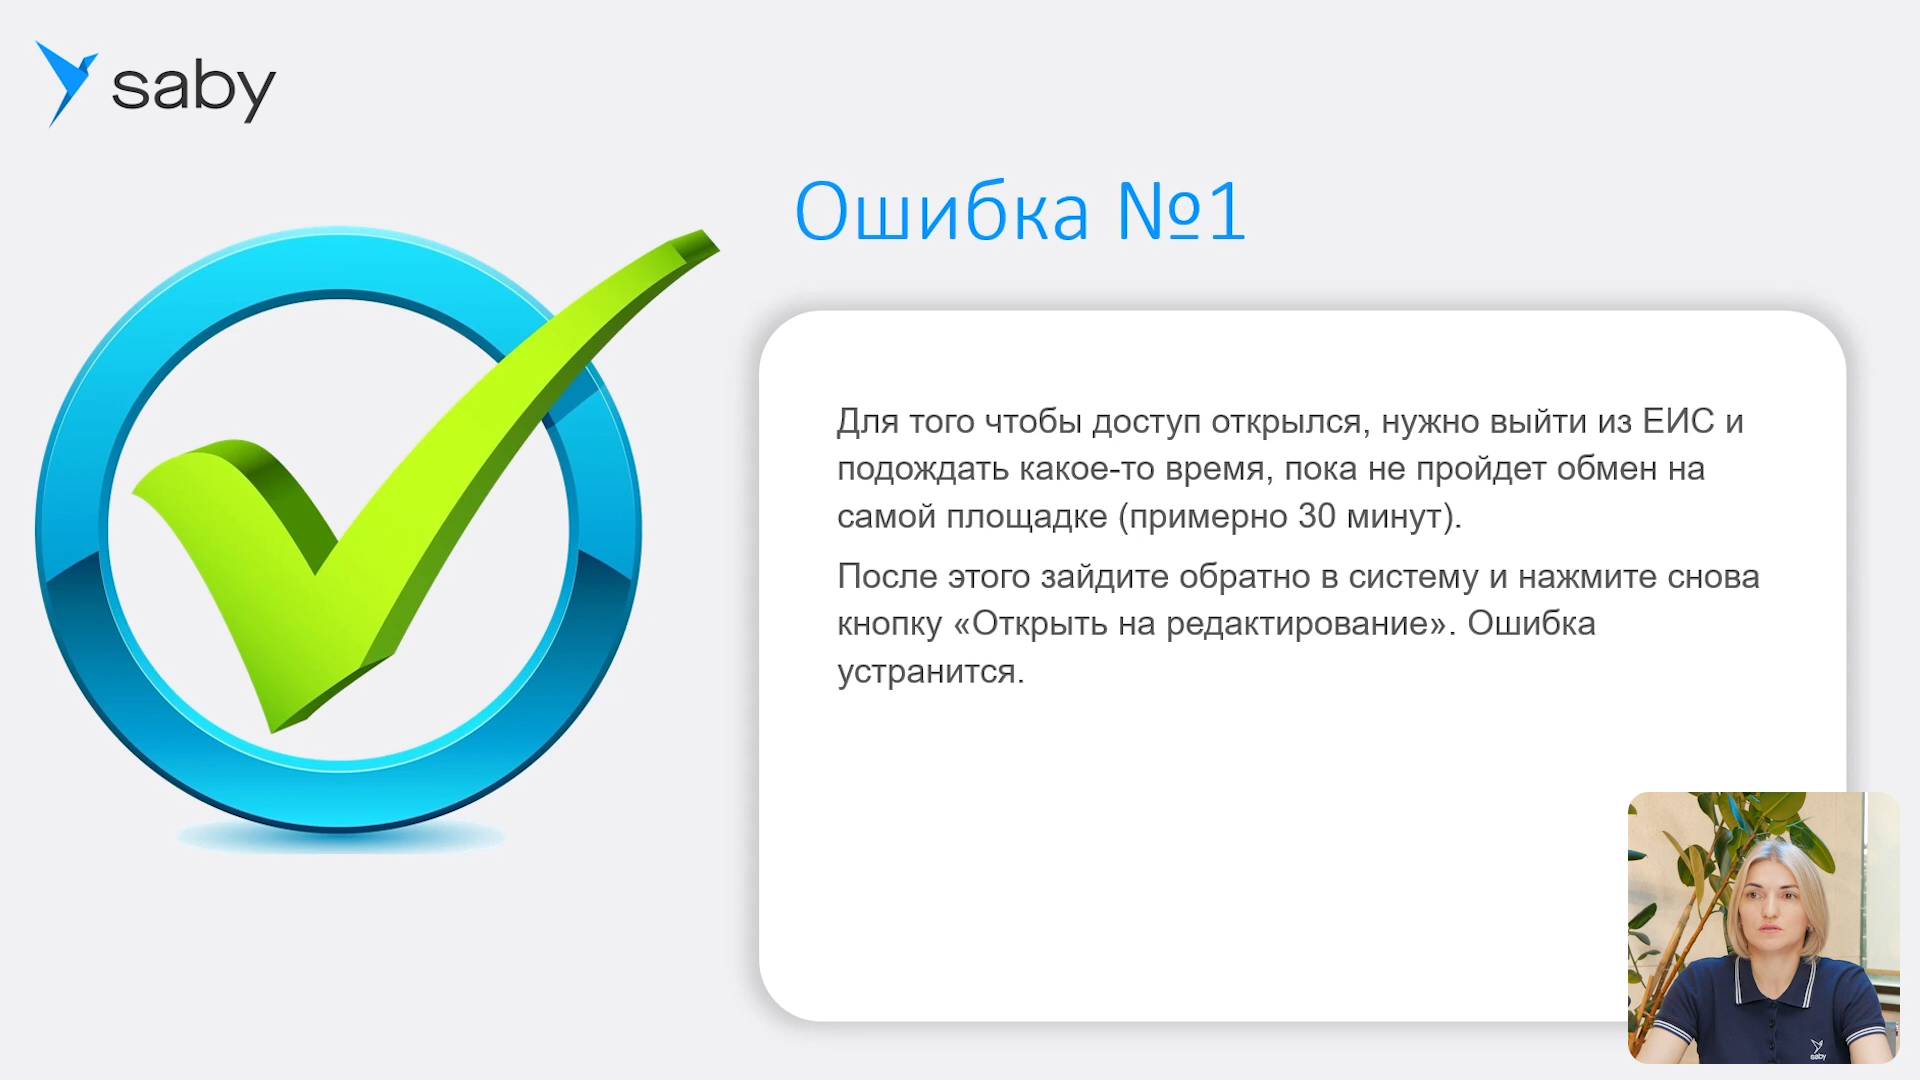 saby
Ошибка №1
Для того чтобы доступ открылся, нужно выйти из ЕИС и
подождать какое-то время, пока не пройдет обмен на
самой площадке (примерно 30 минут).
После этого зайдите обратно в систему и нажмите снова
кнопку «Открыть на редактирование». Ошибка
устранится.
saby